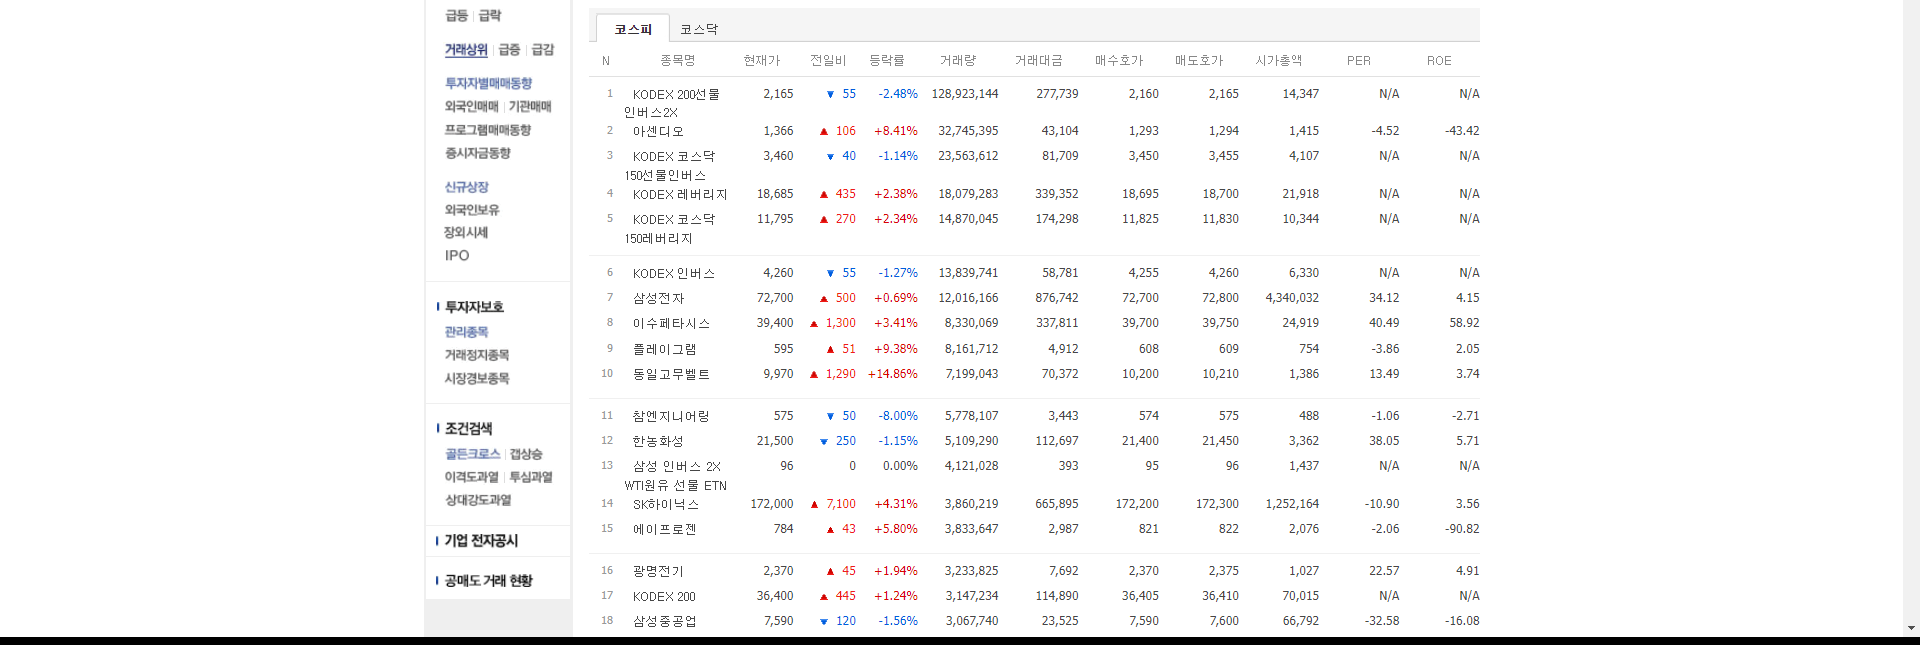 급등 급락
거래상위 급증 급감
투자자별매매동향
외국인매매 기관매매
프로그램매매동향
증시자금동향
신규상장
외국인보유
장외시세
IPO
투자자보호
관리종목
거래정지종목
시장경보종목
조건검색
골든크로스 갭상승
이격도과열 투심과열
상대강도과열
기업 전자공시
공매도 거래 현황
코스피 코스닥
N 종목명 현재가 전일비 등락률 거래량 거래대금 매수호가 매도호가 시가총액 PER ROE
1 KODEX 200선물 2,165 ▼ 55 -2.48% 128,923,144 277,739 2,160 2,165 14,347 N/A N/A
인버스2X
2 아센디오 1,366 ▲ 106 +8.41% 32,745,395 43,104 1,293 1,294 1,415 -4.52 -43.42
3 KODEX 코스닥 3,460 ▼ 40 -1.14% 23,563,612 81,709 3,450 3,455 4,107 N/A N/A
150선물인버스
4 KODEX 레버리지 18,685 ▲ 435 +2.38% 18,079,283 339,352 18,695 18,700 21,918 N/A N/A
5 KODEX 코스닥 11,795 ▲ 270 +2.34% 14,870,045 174,298 11,825 11,830 10,344 N/A N/A
150레버리지
6 KODEX 인버스 4,260 ▼ 55 -1.27% 13,839,741 58,781 4,255 4,260 6,330 N/A N/A
7 삼성전자 72,700 ▲ 500 +0.69% 12,016,166 876,742 72,700 72,800 4,340,032 34.12 4.15
8 이수페타시스 39,400 ▲ 1,300 +3.41% 8,330,069 337,811 39,700 39,750 24,919 40.49 58.92
9 플레이그램 595 ▲ 51 +9.38% 8,161,712 4,912 608 609 754 -3.86 2.05
10 동일고무벨트 9,970 ▲ 1,290 +14.86% 7,199,043 70,372 10,200 10,210 1,386 13.49 3.74
11 참엔지니어링 575 ▼ 50 -8.00% 5,778,107 3,443 574 575 488 -1.06 -2.71
12 한농화성 21,500 ▼ 250 -1.15% 5,109,290 112,697 21,400 21,450 3,362 38.05 5.71
13 삼성 인버스 2X 96 0 0.00% 4,121,028 393 95 96 1,437 N/A N/A
WTI원유 선물 ETN
14 SK하이닉스 172,000 ▲ 7,100 +4.31% 3,860,219 665,895 172,200 172,300 1,252,164 -10.90 3.56
15 에이프로젠 784 ▲ 43 +5.80% 3,833,647 2,987 821 822 2,076 -2.06 -90.82
16 광명전기 2,370 ▲ 45 +1.94% 3,233,825 7,692 2,370 2,375 1,027 22.57 4.91
17 KODEX 200 36,400 ▲ 445 +1.24% 3,147,234 114,890 36,405 36,410 70,015 N/A N/A
18 삼성중공업 7,590 ▼ 120 -1.56% 3,067,740 23,525 7,590 7,600 66,792 -32.58 -16.08